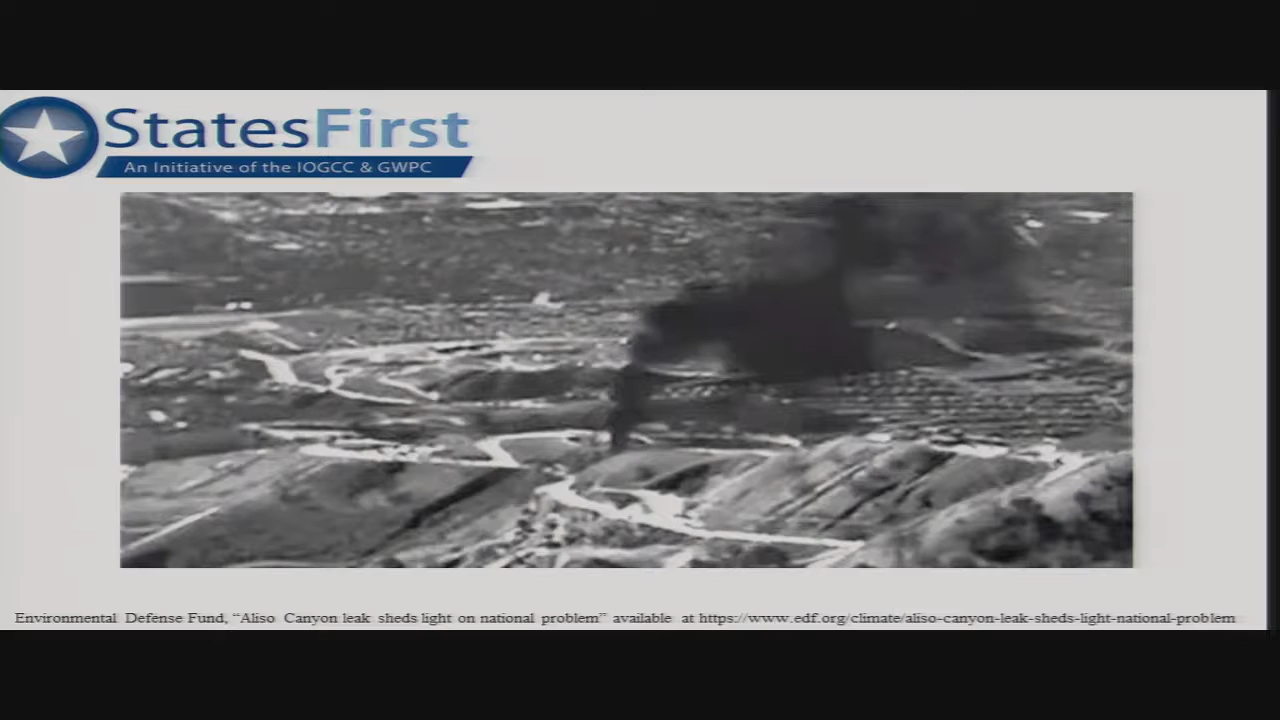 StatesFirst
An Initiative of the IOGCC & GWPC
Environmental Defense Fund, “Aliso Canyon leak sheds light on national problem” available at https://www.edf.org/climate/aliso-canyon-leak-sheds-light-national-problem